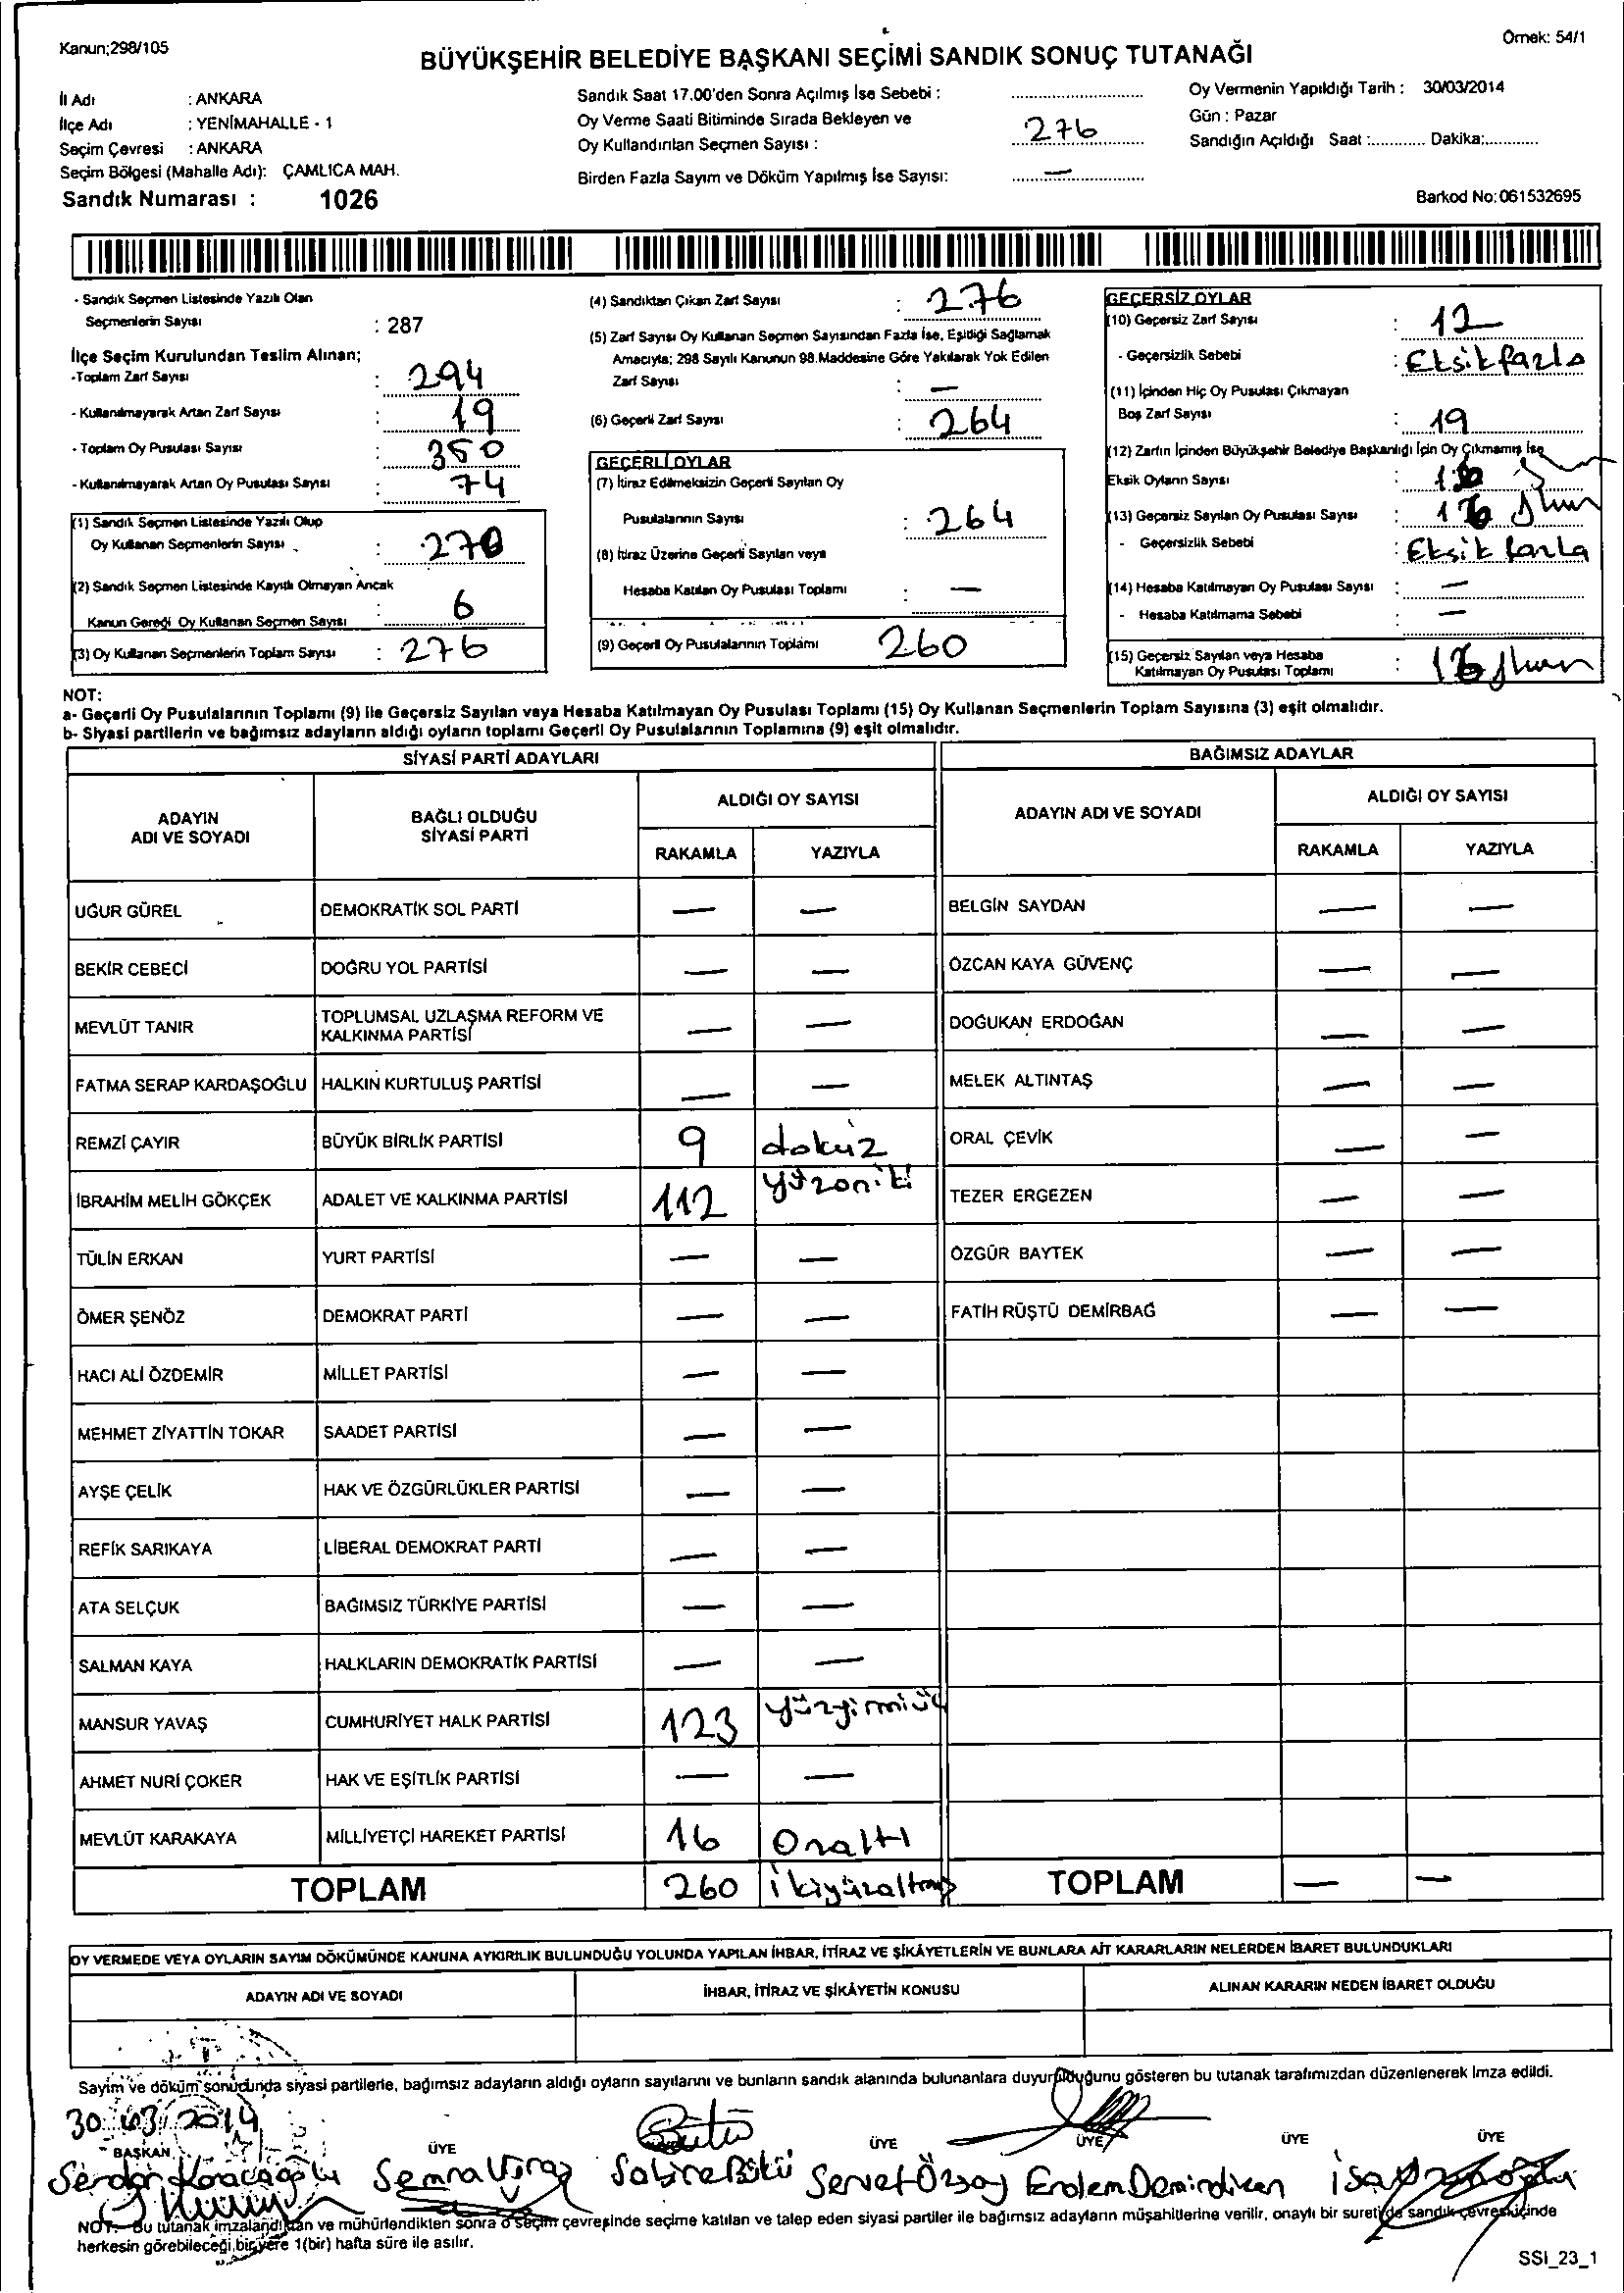 Kanun;298/105
Örnek: 54/1
BÜYÜKŞEHİR BELEDİYE BAŞKANI SEÇİMİ SANDIK SONUÇ TUTANAĞI
İl Adı : ANKARA
İlçe Adı : YENİMAHALLE - 1
Seçim Çevresi : ANKARA
Seçim Bölgesi (Mahalle Adı): ÇAMLICA MAH.
Sandık Numarası : 1026
Sandık Saat 17.00'den Sonra Açılmış İse Sebebi :
Oy Verme Saati Bitiminde Sırada Bekleyen ve
Oy Kullandırılan Seçmen Sayısı : 276
Birden Fazla Sayım ve Döküm Yapılmış İse Sayısı: —
Oy Vermenin Yapıldığı Tarih : 30/03/2014
Gün : Pazar
Sandığın Açıldığı Saat :............ Dakika:............
Barkod No:061532695
- Sandık Seçmen Listesinde Yazılı Olan
Seçmenlerin Sayısı : 287
İlçe Seçim Kurulundan Teslim Alınan;
-Toplam Zarf Sayısı : 294
- Kullanılmayarak Artan Zarf Sayısı : 19
- Toplam Oy Pusulası Sayısı : 350
- Kullanılmayarak Artan Oy Pusulası Sayısı : 74
(1) Sandık Seçmen Listesinde Yazılı Olup
Oy Kullanan Seçmenlerin Sayısı : 270
(2) Sandık Seçmen Listesinde Kayıtlı Olmayan Ancak
Kanun Gereği Oy Kullanan Seçmen Sayısı : 6
(3) Oy Kullanan Seçmenlerin Toplam Sayısı : 276
(4) Sandıktan Çıkan Zarf Sayısı : 276
(5) Zarf Sayısı Oy Kullanan Seçmen Sayısından Fazla İse, Eşitliği Sağlamak
Amacıyla; 298 Sayılı Kanunun 98.Maddesine Göre Yakılarak Yok Edilen
Zarf Sayısı : —
(6) Geçerli Zarf Sayısı : 264
GEÇERLİ OYLAR
(7) İtiraz Edilmeksizin Geçerli Sayılan Oy
Pusulalarının Sayısı : 264
(8) İtiraz Üzerine Geçerli Sayılan veya
Hesaba Katılan Oy Pusulası Toplamı : —
(9) Geçerli Oy Pusulalarının Toplamı 260
GEÇERSİZ OYLAR
(10) Geçersiz Zarf Sayısı : 12
- Geçersizlik Sebebi : Eksik fazla
(11) İçinden Hiç Oy Pusulası Çıkmayan
Boş Zarf Sayısı : 19
(12) Zarfın İçinden Büyükşehir Belediye Başkanlığı İçin Oy Çıkmamış İse
Eksik Oyların Sayısı :
(13) Geçersiz Sayılan Oy Pusulası Sayısı : 16
- Geçersizlik Sebebi : Eksik fazla
(14) Hesaba Katılmayan Oy Pusulası Sayısı : —
- Hesaba Katılmama Sebebi : —
(15) Geçersiz Sayılan veya Hesaba
Katılmayan Oy Pusulası Toplamı : 16
NOT:
a- Geçerli Oy Pusulalarının Toplamı (9) ile Geçersiz Sayılan veya Hesaba Katılmayan Oy Pusulası Toplamı (15) Oy Kullanan Seçmenlerin Toplam Sayısına (3) eşit olmalıdır.
b- Siyasi partilerin ve bağımsız adayların aldığı oyların toplamı Geçerli Oy Pusulalarının Toplamına (9) eşit olmalıdır.
SİYASİ PARTİ ADAYLARI
BAĞIMSIZ ADAYLAR
ADAYIN
ADI VE SOYADI
BAĞLI OLDUĞU
SİYASİ PARTİ
ALDIĞI OY SAYISI
RAKAMLA YAZIYLA
ADAYIN ADI VE SOYADI
ALDIĞI OY SAYISI
RAKAMLA YAZIYLA
UĞUR GÜREL DEMOKRATİK SOL PARTİ — — BELGİN SAYDAN — —
BEKİR CEBECİ DOĞRU YOL PARTİSİ — — ÖZCAN KAYA GÜVENÇ — —
MEVLÜT TANIR TOPLUMSAL UZLAŞMA REFORM VE
KALKINMA PARTİSİ — — DOĞUKAN ERDOĞAN — —
FATMA SERAP KARDAŞOĞLU HALKIN KURTULUŞ PARTİSİ — — MELEK ALTINTAŞ — —
REMZİ ÇAYIR BÜYÜK BİRLİK PARTİSİ 9 dokuz ORAL ÇEVİK — —
İBRAHİM MELİH GÖKÇEK ADALET VE KALKINMA PARTİSİ 112 yüzoniki TEZER ERGEZEN — —
TÜLİN ERKAN YURT PARTİSİ — — ÖZGÜR BAYTEK — —
ÖMER ŞENÖZ DEMOKRAT PARTİ — — FATİH RÜŞTÜ DEMİRBAĞ — —
HACI ALİ ÖZDEMİR MİLLET PARTİSİ — —
MEHMET ZİYATTİN TOKAR SAADET PARTİSİ — —
AYŞE ÇELİK HAK VE ÖZGÜRLÜKLER PARTİSİ — —
REFİK SARIKAYA LİBERAL DEMOKRAT PARTİ — —
ATA SELÇUK BAĞIMSIZ TÜRKİYE PARTİSİ — —
SALMAN KAYA HALKLARIN DEMOKRATİK PARTİSİ — —
MANSUR YAVAŞ CUMHURİYET HALK PARTİSİ 123 yüzyirmiüç
AHMET NURİ ÇOKER HAK VE EŞİTLİK PARTİSİ — —
MEVLÜT KARAKAYA MİLLİYETÇİ HAREKET PARTİSİ 16 Onaltı
TOPLAM 260 ikiyüzaltmış TOPLAM — —
OY VERMEDE VEYA OYLARIN SAYIM DÖKÜMÜNDE KANUNA AYKIRILIK BULUNDUĞU YOLUNDA YAPILAN İHBAR, İTİRAZ VE ŞİKÂYETLERİN VE BUNLARA AİT KARARLARIN NELERDEN İBARET BULUNDUKLARI
ADAYIN ADI VE SOYADI İHBAR, İTİRAZ VE ŞİKÂYETİN KONUSU ALINAN KARARIN NEDEN İBARET OLDUĞU
Sayım ve döküm sonucunda siyasi partilerle, bağımsız adayların aldığı oyların sayılarını ve bunların sandık alanında bulunanlara duyurulduğunu gösteren bu tutanak tarafımızdan düzenlenerek imza edildi.
30/03/2014
BAŞKAN ÜYE ÜYE ÜYE ÜYE ÜYE
Serdar Karacaoğlu Semra Sabire Bükü Servet Özsoy Erdem Demirdiken İsa
NOT:- Bu tutanak imzalandıktan ve mühürlendikten sonra o seçim çevresinde seçime katılan ve talep eden siyasi partiler ile bağımsız adayların müşahitlerine verilir, onaylı bir sureti de sandık çevresi içinde
herkesin görebileceği bir yere 1(bir) hafta süre ile asılır.
SSI_23_1